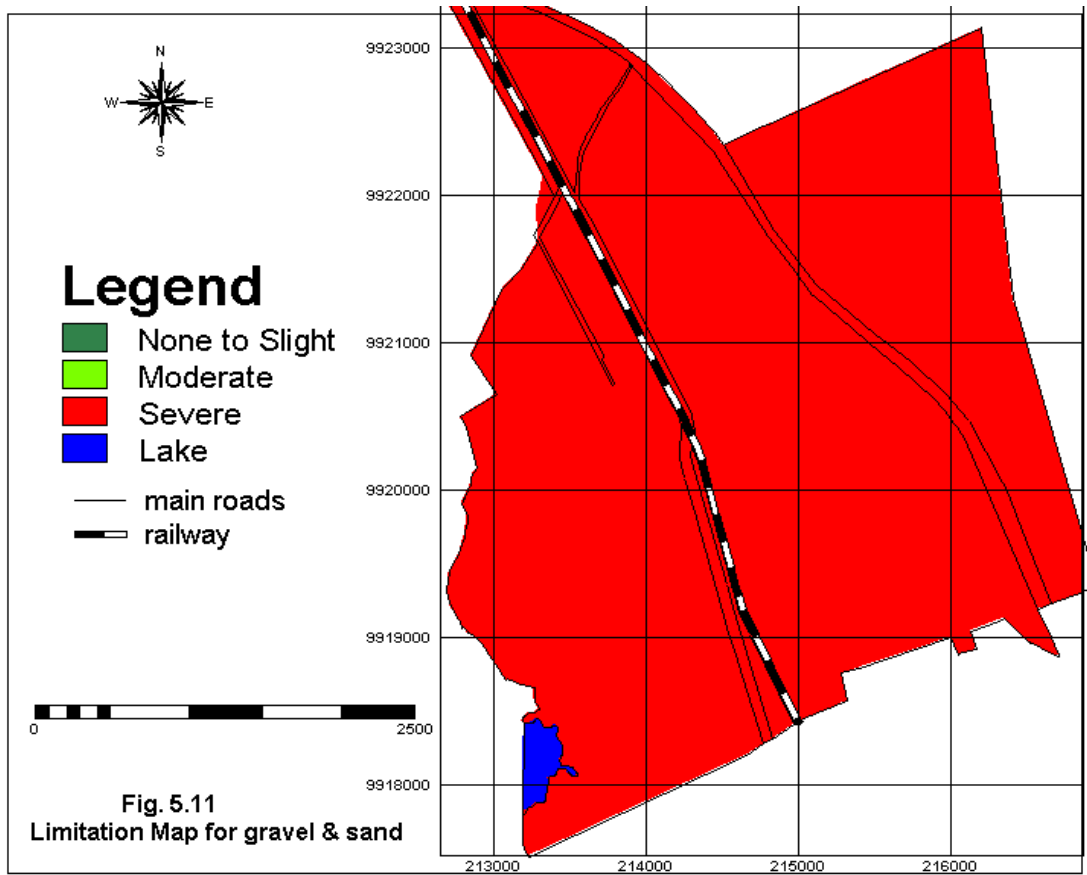 N
W E
S
Legend
None to Slight
Moderate
Severe
Lake
main roads
railway
0 2500
Fig. 5.11
Limitation Map for gravel & sand
9923000
9922000
9921000
9920000
9919000
9918000
213000 214000 215000 216000